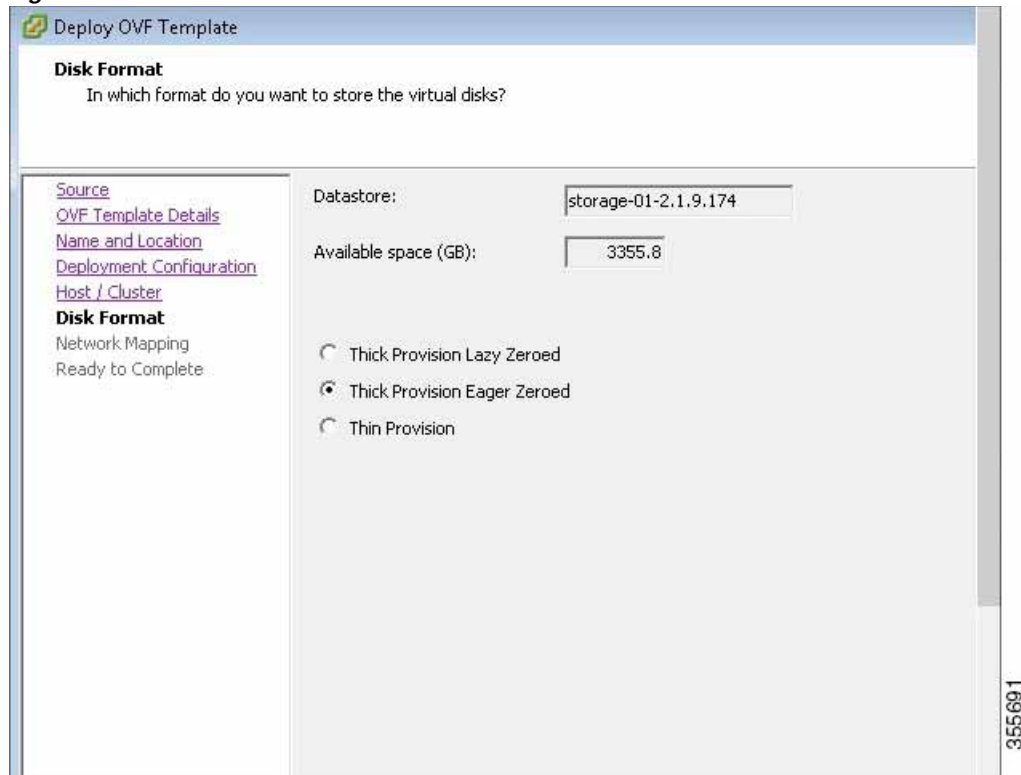 Deploy OVF Template
Disk Format
In which format do you want to store the virtual disks?
Source
OVF Template Details
Name and Location
Deployment Configuration
Host / Cluster
Disk Format
Network Mapping
Ready to Complete
Datastore:
storage-01-2.1.9.174
Available space (GB):
3355.8
Thick Provision Lazy Zeroed
Thick Provision Eager Zeroed
Thin Provision
355691